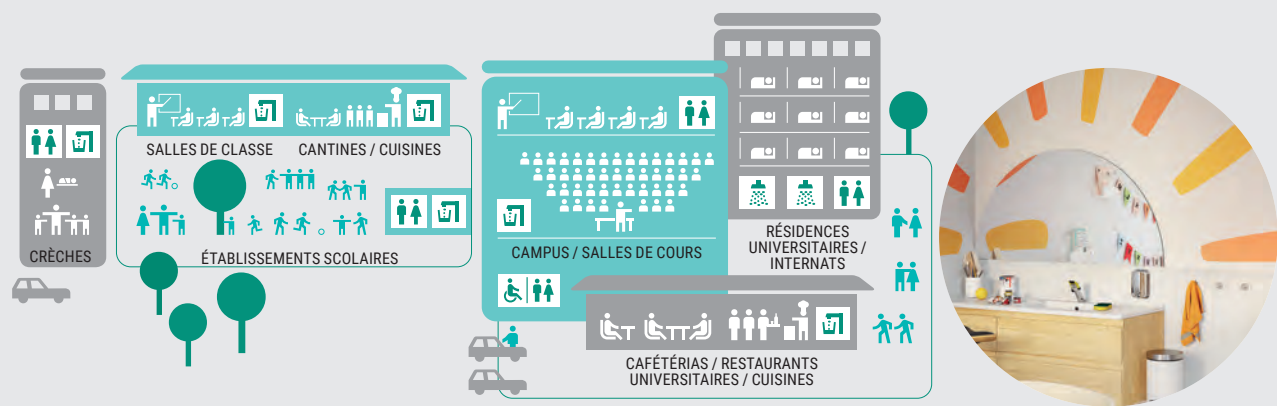 SALLES DE CLASSE
CANTINES / CUISINES
CRÈCHES
ÉTABLISSEMENTS SCOLAIRES
CAMPUS / SALLES DE COURS
RÉSIDENCES
UNIVERSITAIRES /
INTERNATS
CAFÉTÉRIAS / RESTAURANTS
UNIVERSITAIRES / CUISINES